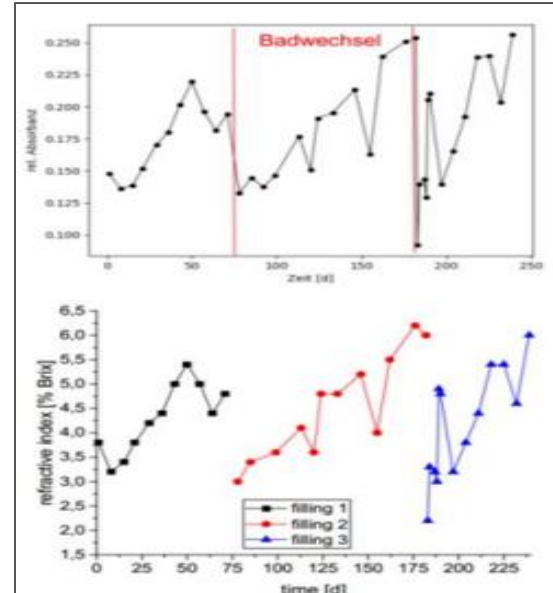 Badwechsel
0.250
0.225
0.200
0.175
0.150
0.125
0.100
rel. Absorbanz
0 50 100 150 200 250
Zeit [d]
6,5
6,0
5,5
5,0
4,5
4,0
3,5
3,0
2,5
2,0
1,5
refractive index [% Brix]
filling 1
filling 2
filling 3
0 25 50 75 100 125 150 175 200 225
time [d]